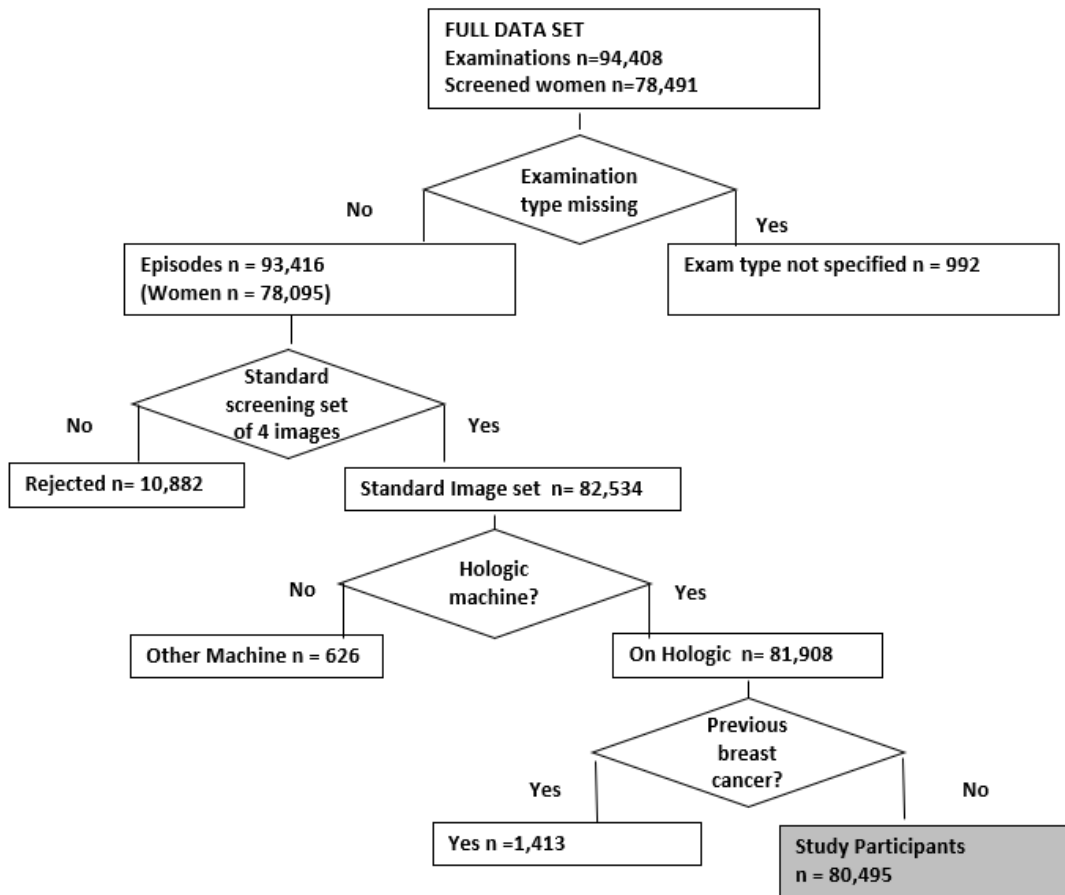 FULL DATA SET
Examinations n=94,408
Screened women n=78,491
Examination
type missing
No
Yes
Episodes n = 93,416
(Women n = 78,095)
Exam type not specified n = 992
Standard
screening set
of 4 images
No
Yes
Rejected n= 10,882
Standard Image set n= 82,534
Hologic
machine?
No
Yes
Other Machine n = 626
On Hologic n= 81,908
Previous
breast
cancer?
Yes
No
Yes n =1,413
Study Participants
n = 80,495